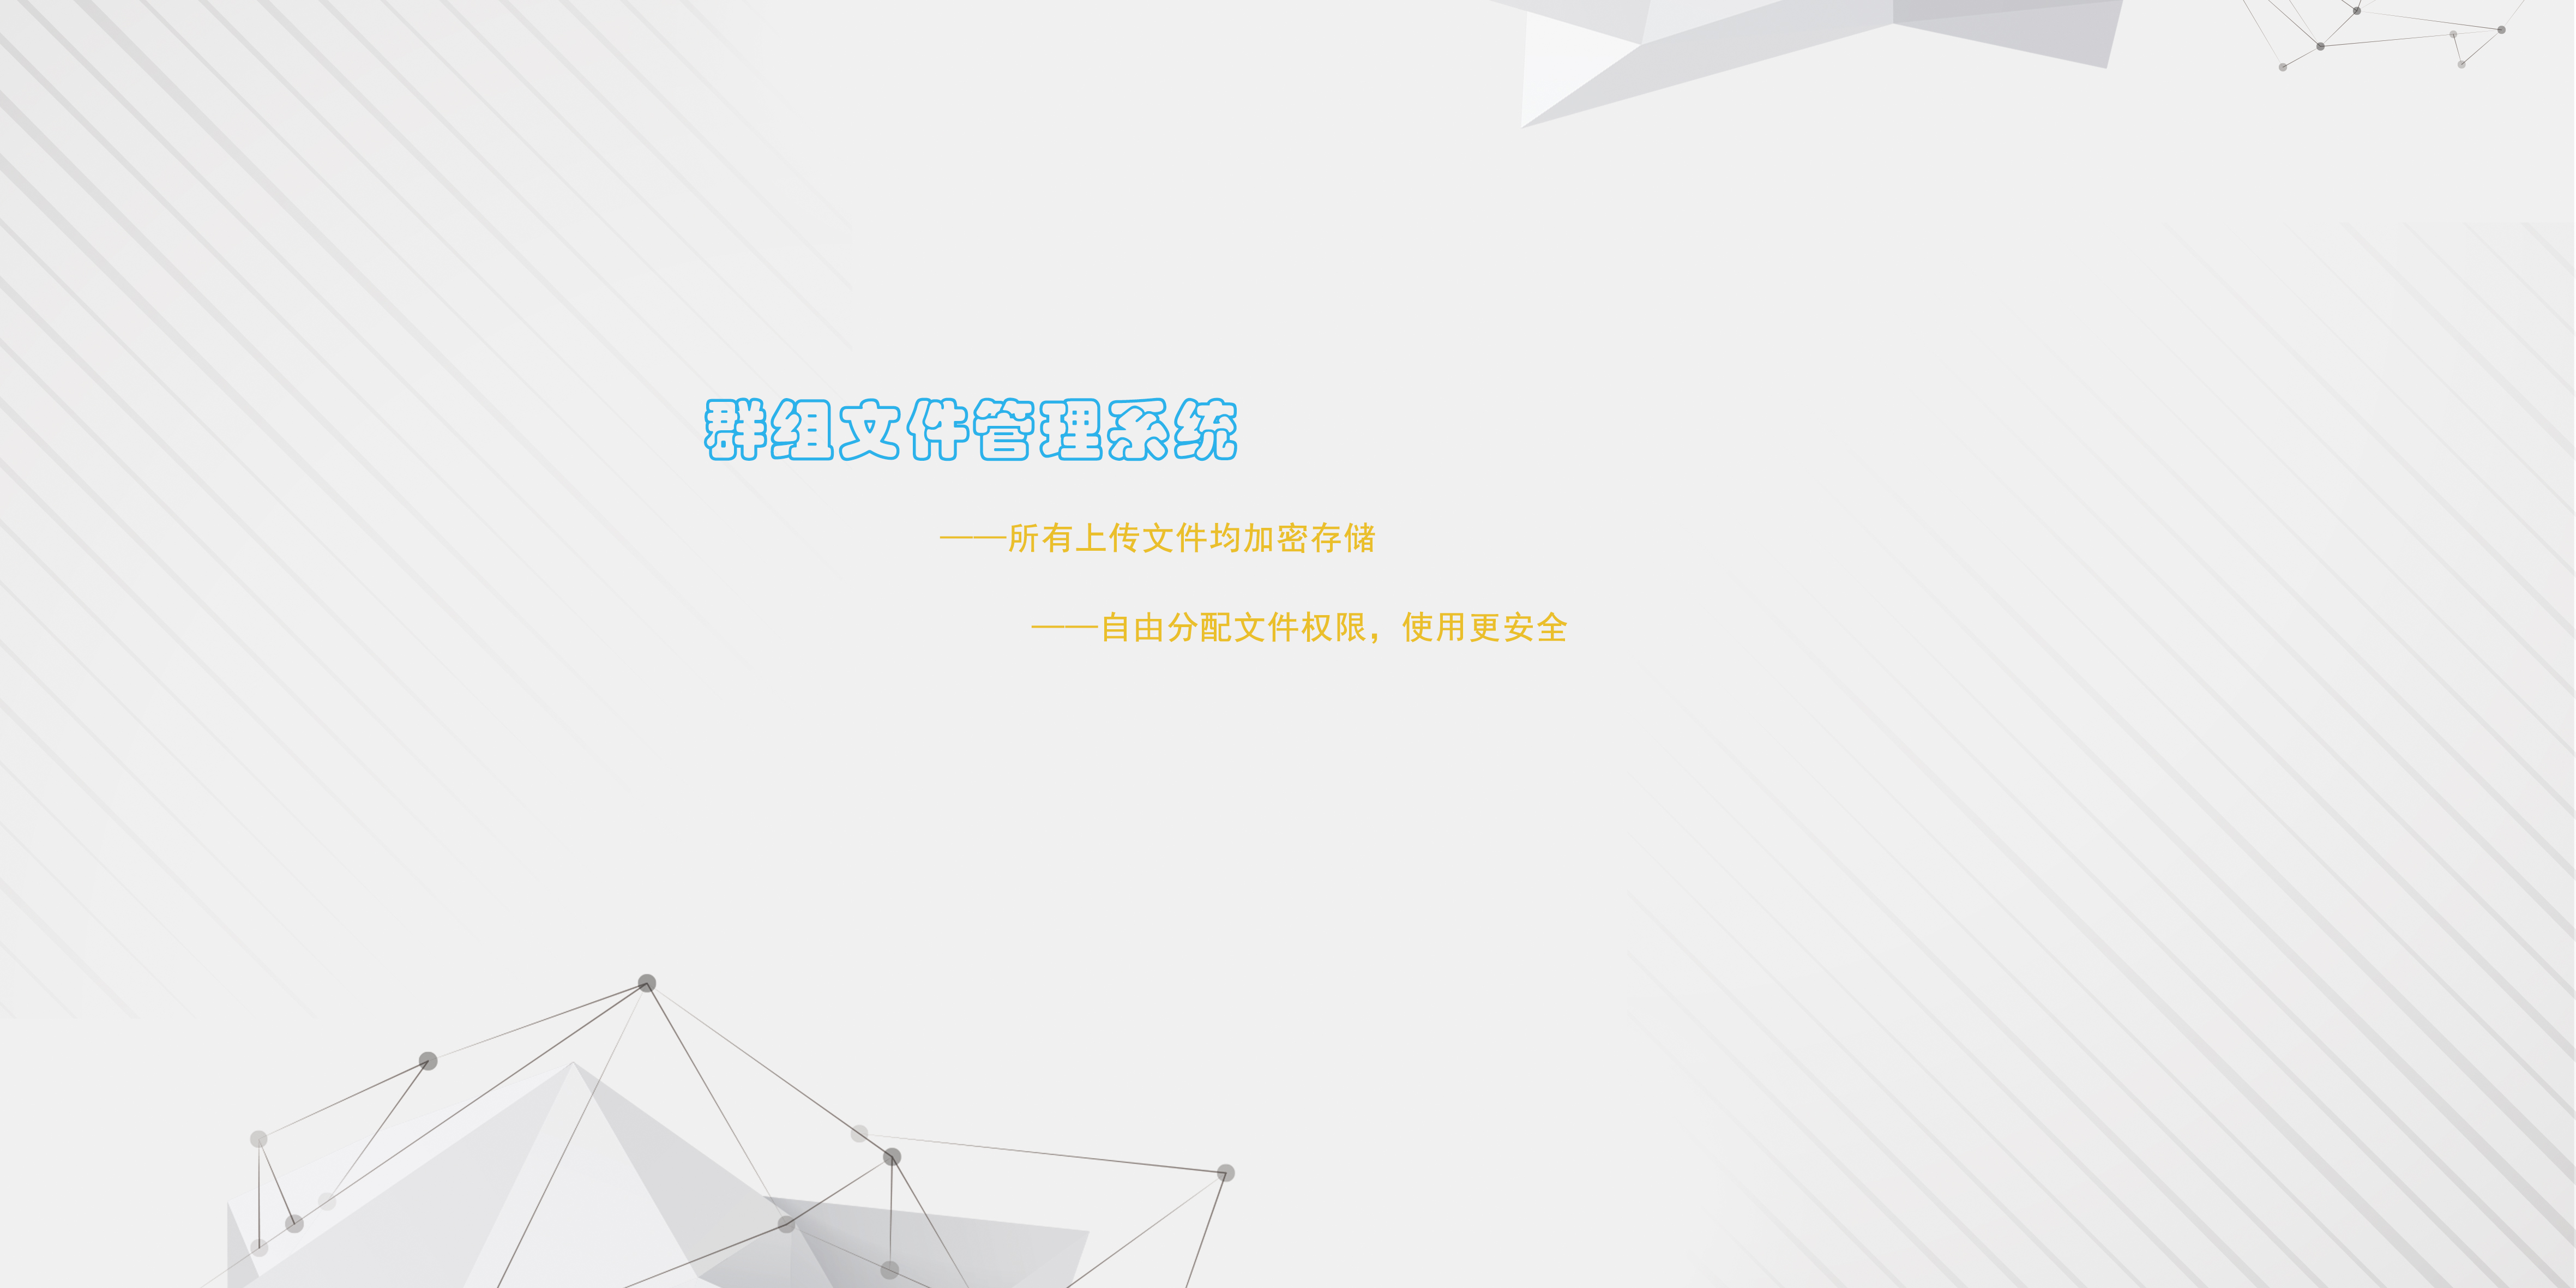 群组文件管理系统
——所有上传文件均加密存储
——自由分配文件权限，使用更安全